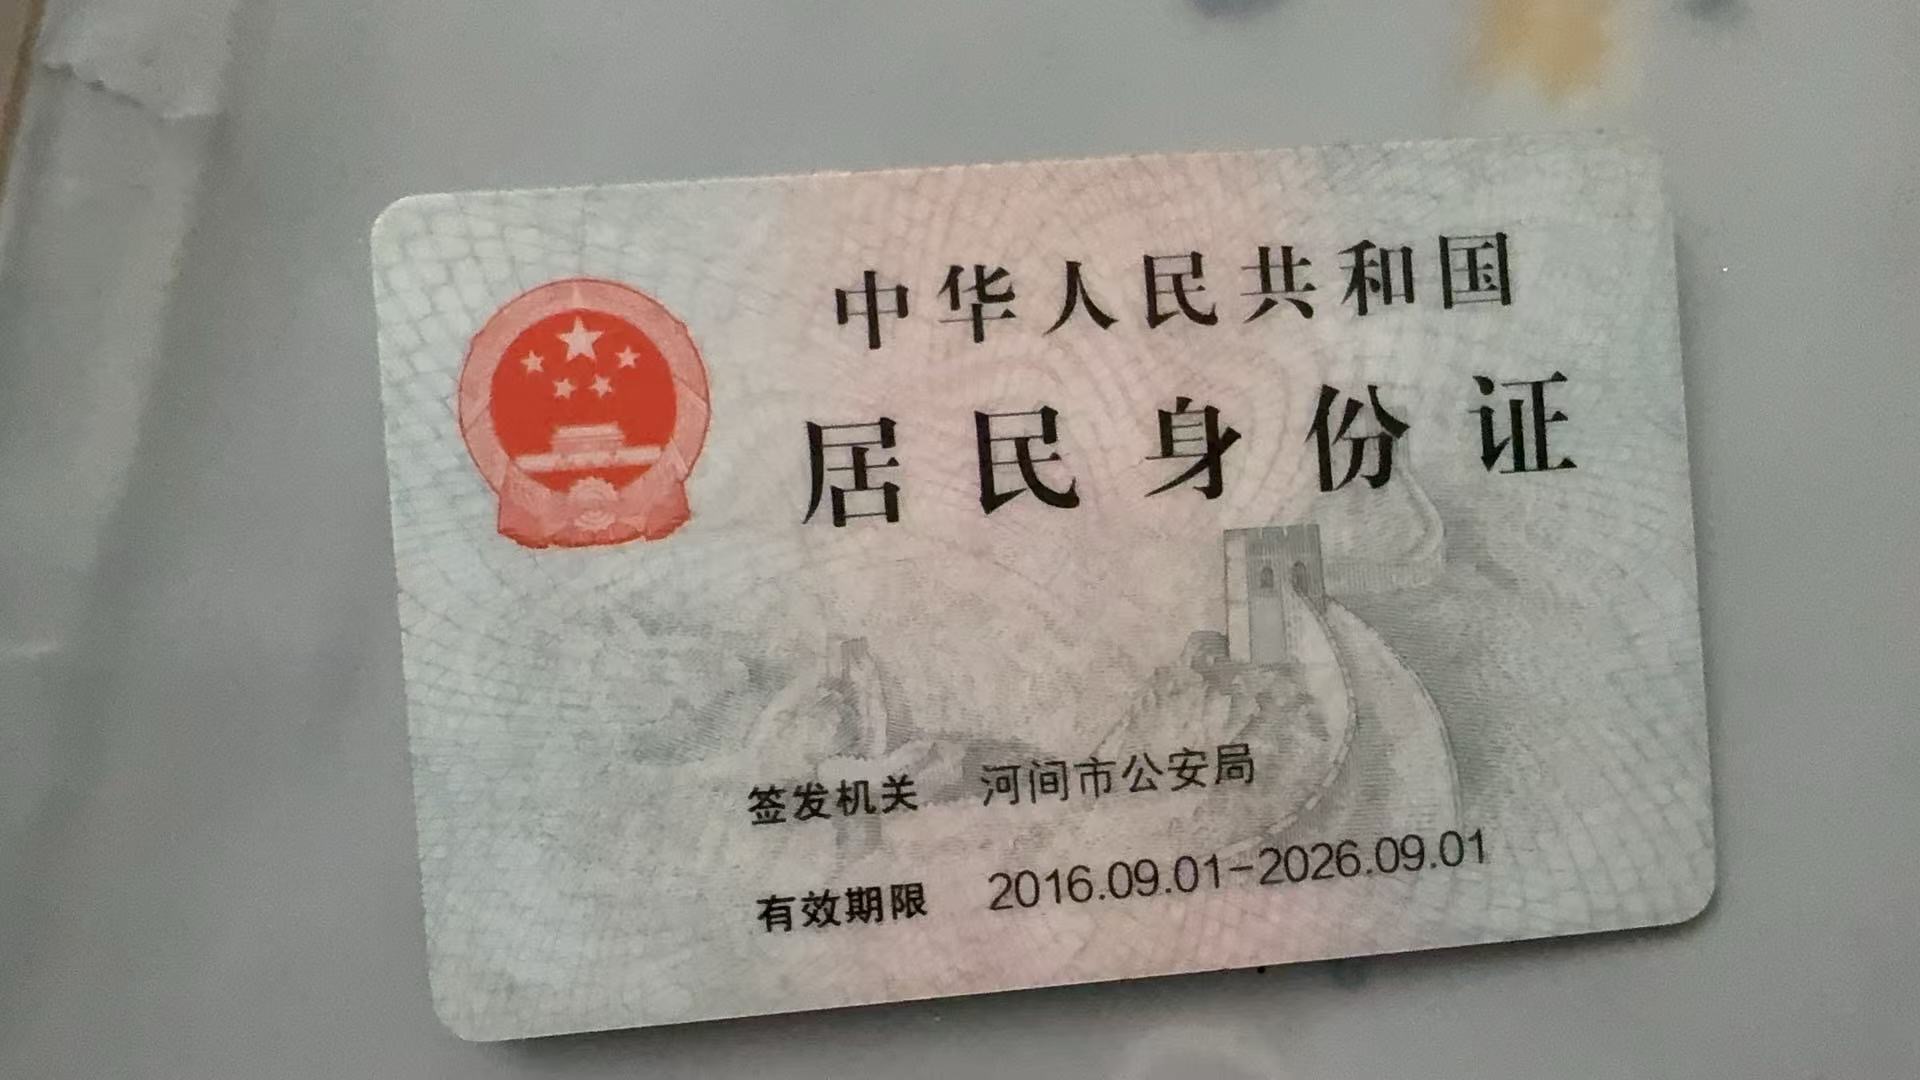 中华人民共和国
居民身份证
签发机关 河间市公安局
有效期限 2016.09.01-2026.09.01